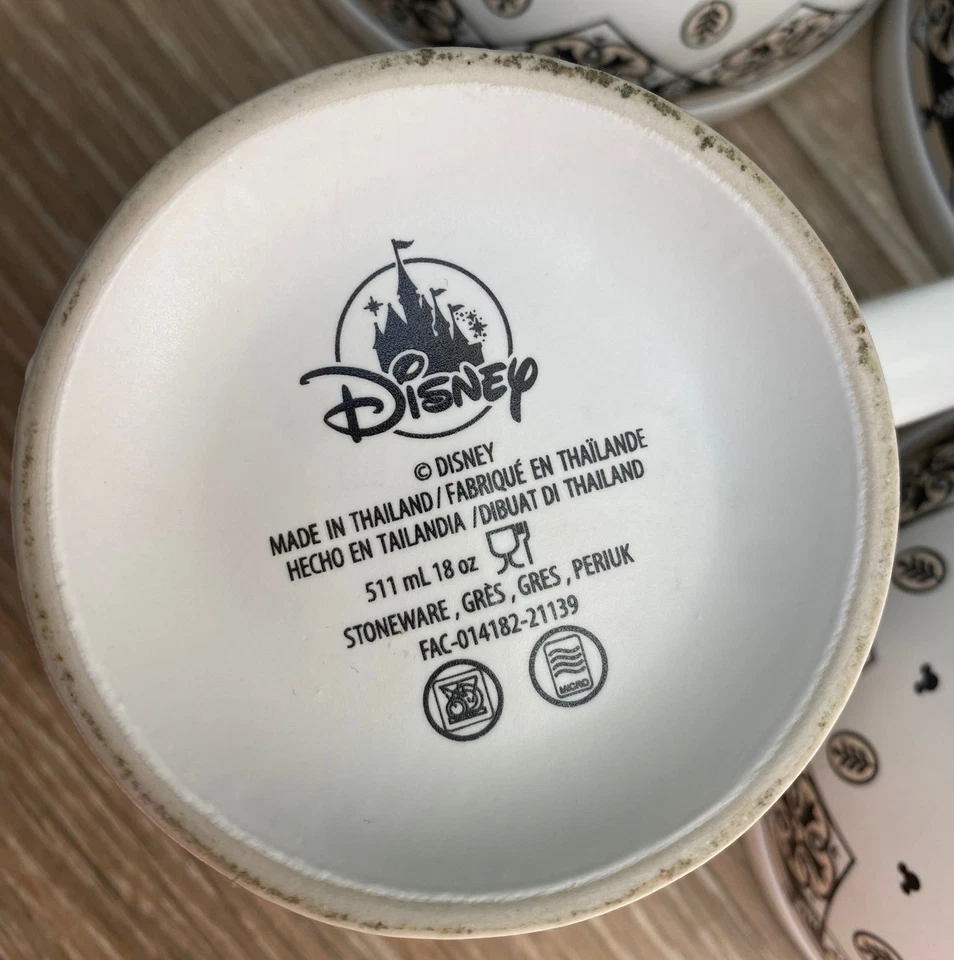 DISNEY
© DISNEY
MADE IN THAILAND / FABRIQUÉ EN THAÏLANDE
HECHO EN TAILANDIA / DIBUAT DI THAILAND
511 mL 18 oz
STONEWARE , GRÈS , GRES , PERIUK
FAC-014182-21139
MICRO